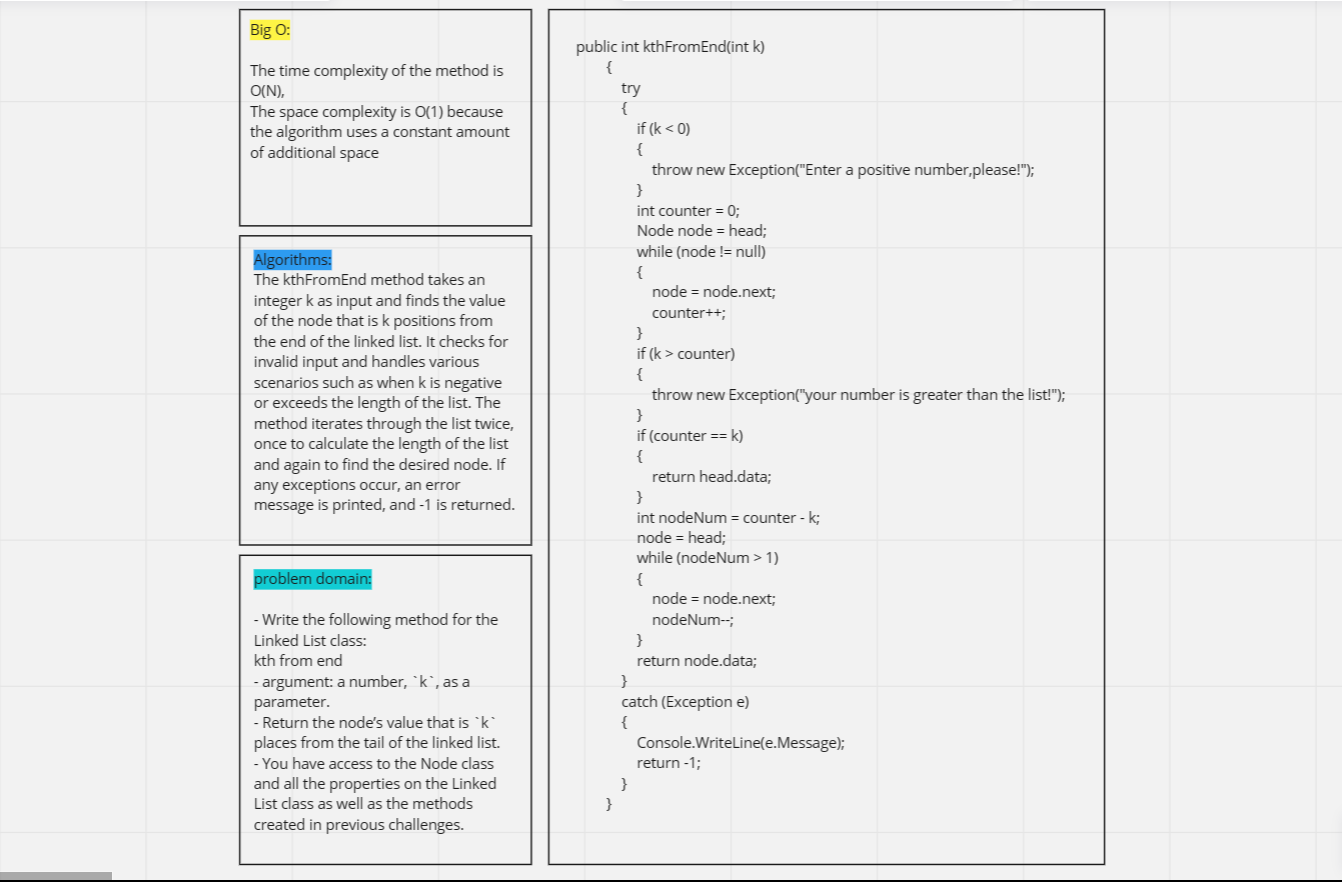 Big O:
The time complexity of the method is
O(N),
The space complexity is O(1) because
the algorithm uses a constant amount
of additional space
Algorithms:
The kthFromEnd method takes an
integer k as input and finds the value
of the node that is k positions from
the end of the linked list. It checks for
invalid input and handles various
scenarios such as when k is negative
or exceeds the length of the list. The
method iterates through the list twice,
once to calculate the length of the list
and again to find the desired node. If
any exceptions occur, an error
message is printed, and -1 is returned.
problem domain:
- Write the following method for the
Linked List class:
kth from end
- argument: a number, `k`, as a
parameter.
- Return the node’s value that is `k`
places from the tail of the linked list.
- You have access to the Node class
and all the properties on the Linked
List class as well as the methods
created in previous challenges.
public int kthFromEnd(int k)
{
try
{
if (k < 0)
{
throw new Exception("Enter a positive number,please!");
}
int counter = 0;
Node node = head;
while (node != null)
{
node = node.next;
counter++;
}
if (k > counter)
{
throw new Exception("your number is greater than the list!");
}
if (counter == k)
{
return head.data;
}
int nodeNum = counter - k;
node = head;
while (nodeNum > 1)
{
node = node.next;
nodeNum--;
}
return node.data;
}
catch (Exception e)
{
Console.WriteLine(e.Message);
return -1;
}
}